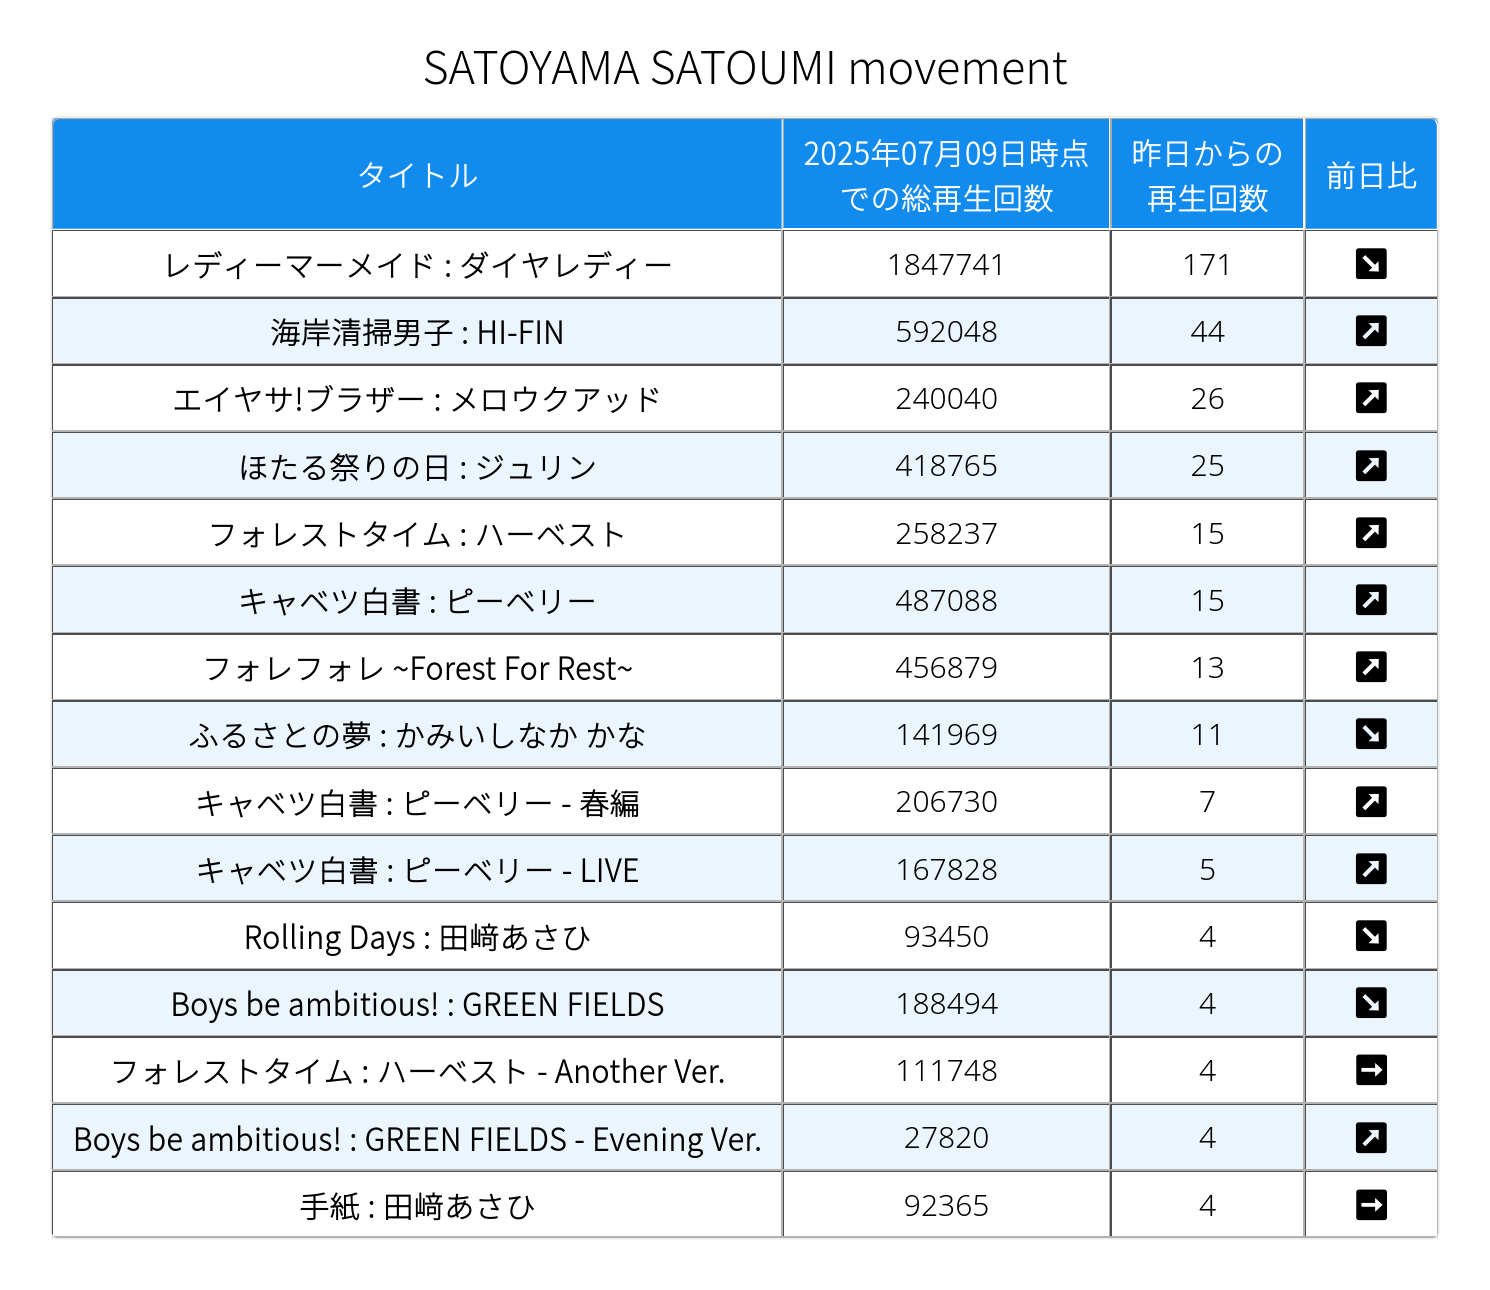 SATOYAMA SATOUMI movement
タイトル 2025年07月09日時点での総再生回数 昨日からの再生回数 前日比
レディーマーメイド : ダイヤレディー 1847741 171 ↘
海岸清掃男子 : HI-FIN 592048 44 ↗
エイヤサ!ブラザー : メロウクアッド 240040 26 ↗
ほたる祭りの日 : ジュリン 418765 25 ↗
フォレストタイム : ハーベスト 258237 15 ↗
キャベツ白書 : ピーベリー 487088 15 ↗
フォレフォレ ~Forest For Rest~ 456879 13 ↗
ふるさとの夢 : かみいしなか かな 141969 11 ↘
キャベツ白書 : ピーベリー - 春編 206730 7 ↗
キャベツ白書 : ピーベリー - LIVE 167828 5 ↗
Rolling Days : 田﨑あさひ 93450 4 ↘
Boys be ambitious! : GREEN FIELDS 188494 4 ↘
フォレストタイム : ハーベスト - Another Ver. 111748 4 →
Boys be ambitious! : GREEN FIELDS - Evening Ver. 27820 4 ↗
手紙 : 田﨑あさひ 92365 4 →